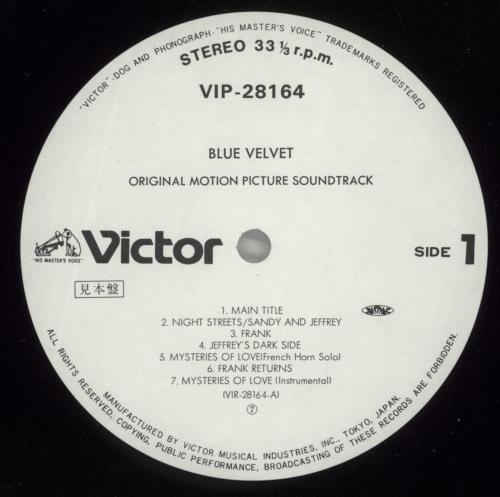 "VICTOR"-DOG AND PHONOGRAPH-"HIS MASTER'S VOICE" TRADEMARKS REGISTERED
STEREO 33 1/3 r.p.m.
VIP-28164
BLUE VELVET
ORIGINAL MOTION PICTURE SOUNDTRACK
"HIS MASTER'S VOICE"
Victor
SIDE 1
見本盤
1. MAIN TITLE
2. NIGHT STREETS/SANDY AND JEFFREY
3. FRANK
4. JEFFREY'S DARK SIDE
5. MYSTERIES OF LOVE(French Horn Solo)
6. FRANK RETURNS
7. MYSTERIES OF LOVE (Instrumental)
(VIR-28164-A)
⑦
MANUFACTURED BY VICTOR MUSICAL INDUSTRIES, INC., TOKYO, JAPAN.
ALL RIGHTS RESERVED. COPYING, PUBLIC PERFORMANCE, BROADCASTING OF THESE RECORDS ARE FORBIDDEN.